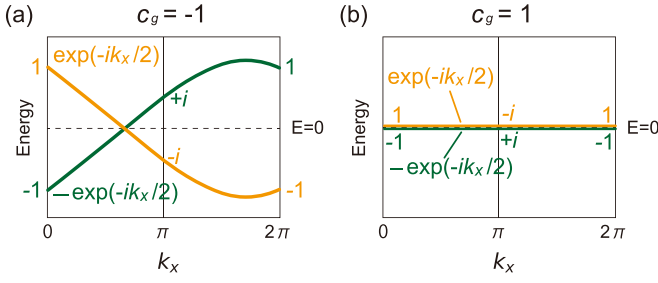 (a)
c_g = -1
exp(-ik_x/2)
1
1
+i
Energy
E=0
-i
-1
-exp(-ik_x/2)
-1
0
π
2π
k_x
(b)
c_g = 1
exp(-ik_x/2)
1
-i
1
Energy
E=0
-1
+i
-1
-exp(-ik_x/2)
0
π
2π
k_x